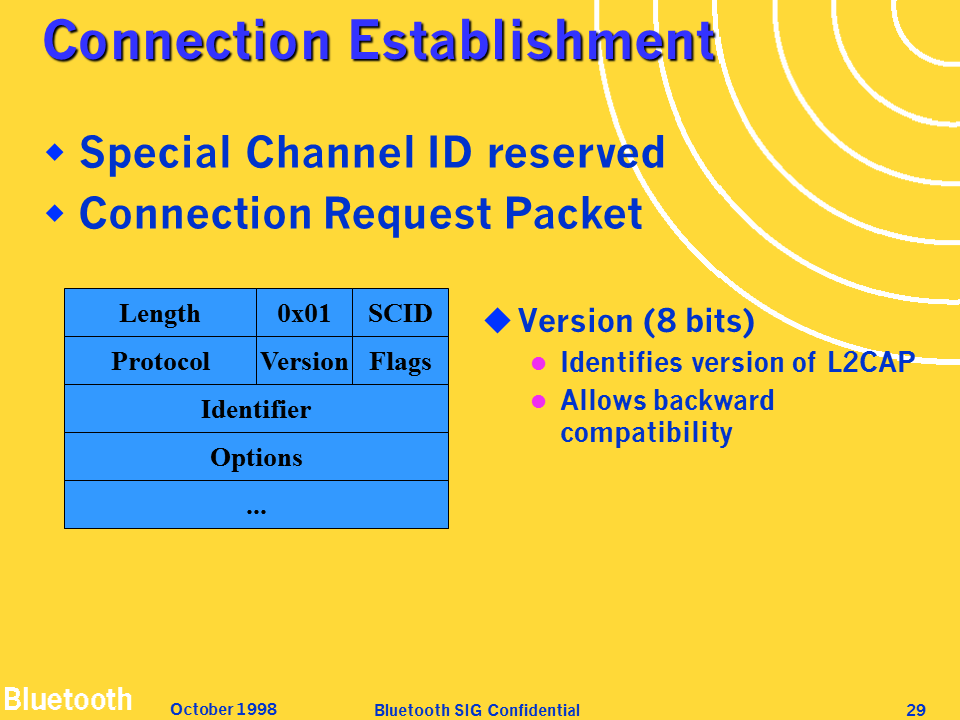 Connection Establishment
Special Channel ID reserved
Connection Request Packet
Length 0x01 SCID
Protocol Version Flags
Identifier
Options
...
Version (8 bits)
Identifies version of L2CAP
Allows backward
compatibility
Bluetooth October 1998 Bluetooth SIG Confidential 29